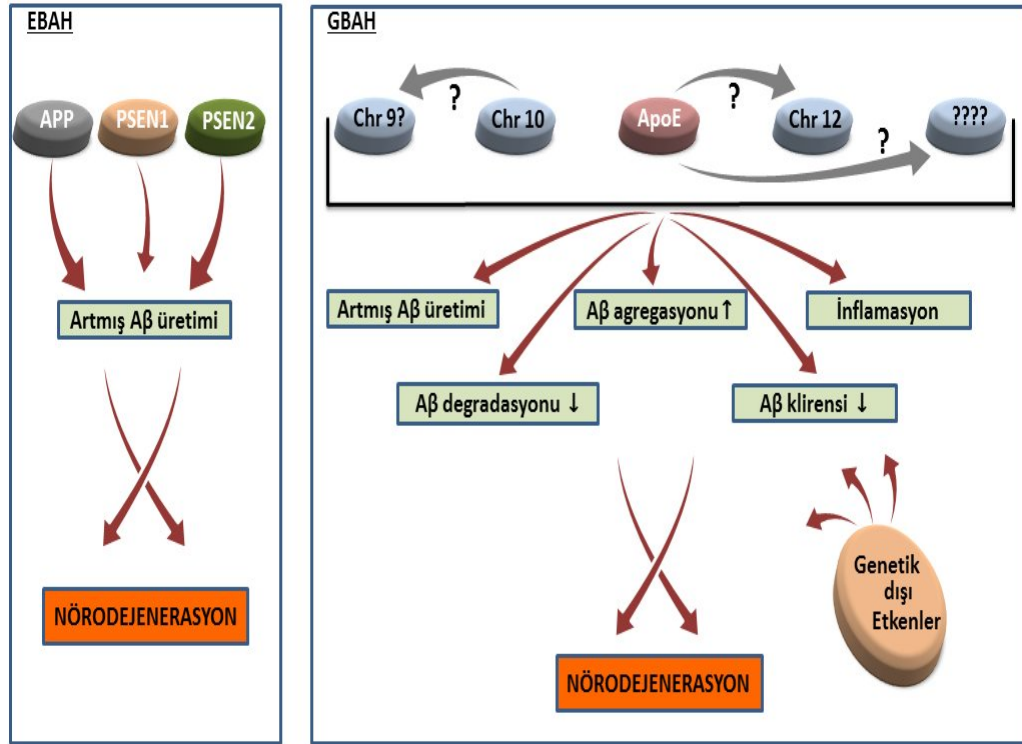 EBAH
APP
PSEN1
PSEN2
Artmış Aβ üretimi
NÖRODEJENERASYON
GBAH
?
?
Chr 9?
Chr 10
ApoE
Chr 12
????
?
Artmış Aβ üretimi
Aβ agregasyonu ↑
İnflamasyon
Aβ degradasyonu ↓
Aβ klirensi ↓
Genetik
dışı
Etkenler
NÖRODEJENERASYON